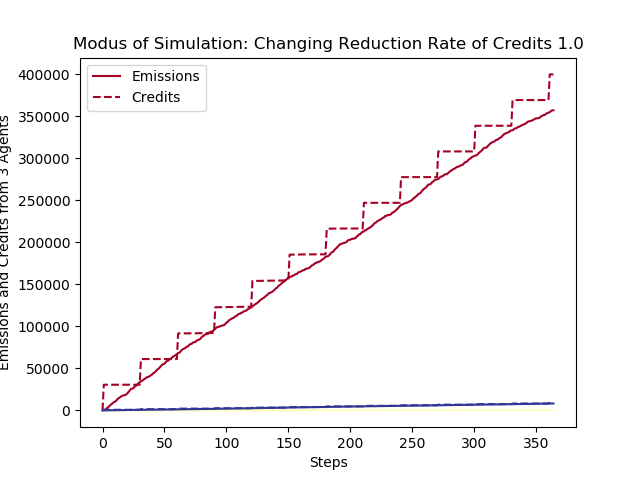 Modus of Simulation: Changing Reduction Rate of Credits 1.0
Emissions
Credits
400000
350000
300000
250000
200000
150000
100000
50000
0
Emissions and Credits from 3 Agents
0 50 100 150 200 250 300 350
Steps